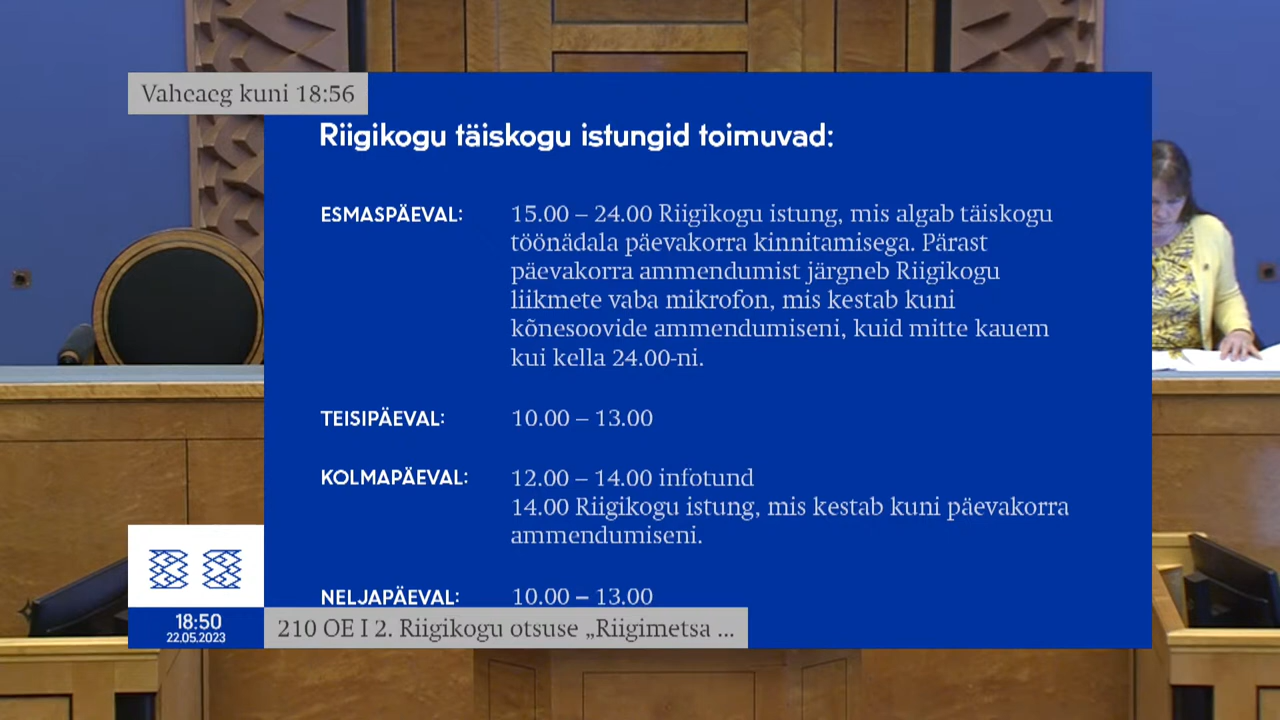 Vaheaeg kuni 18:56
Riigikogu täiskogu istungid toimuvad:
ESMASPÄEVAL:
15.00 – 24.00 Riigikogu istung, mis algab täiskogu
töönädala päevakorra kinnitamisega. Pärast
päevakorra ammendumist järgneb Riigikogu
liikmete vaba mikrofon, mis kestab kuni
kõnesoovide ammendumiseni, kuid mitte kauem
kui kella 24.00-ni.
TEISIPÄEVAL: 10.00 – 13.00
KOLMAPÄEVAL: 12.00 – 14.00 infotund
14.00 Riigikogu istung, mis kestab kuni päevakorra
ammendumiseni.
NELJAPÄEVAL: 10.00 – 13.00
18:50
22.05.2023
210 OE I 2. Riigikogu otsuse „Riigimetsa ...